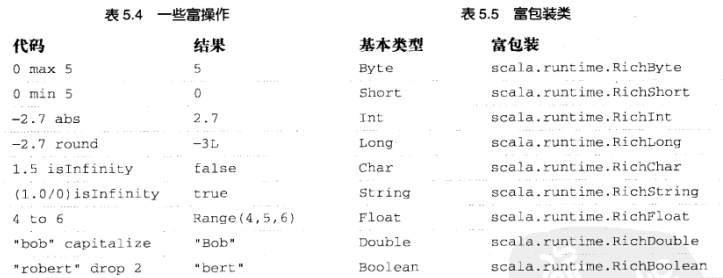 表 5.4 一些富操作
代码 结果
0 max 5 5
0 min 5 0
-2.7 abs 2.7
-2.7 round -3L
1.5 isInfinity false
(1.0/0)isInfinity true
4 to 6 Range(4,5,6)
"bob" capitalize "Bob"
"robert" drop 2 "bert"
表 5.5 富包装类
基本类型 富包装
Byte scala.runtime.RichByte
Short scala.runtime.RichShort
Int scala.runtime.RichInt
Long scala.runtime.RichLong
Char scala.runtime.RichChar
String scala.runtime.RichString
Float scala.runtime.RichFloat
Double scala.runtime.RichDouble
Boolean scala.runtime.RichBoolean